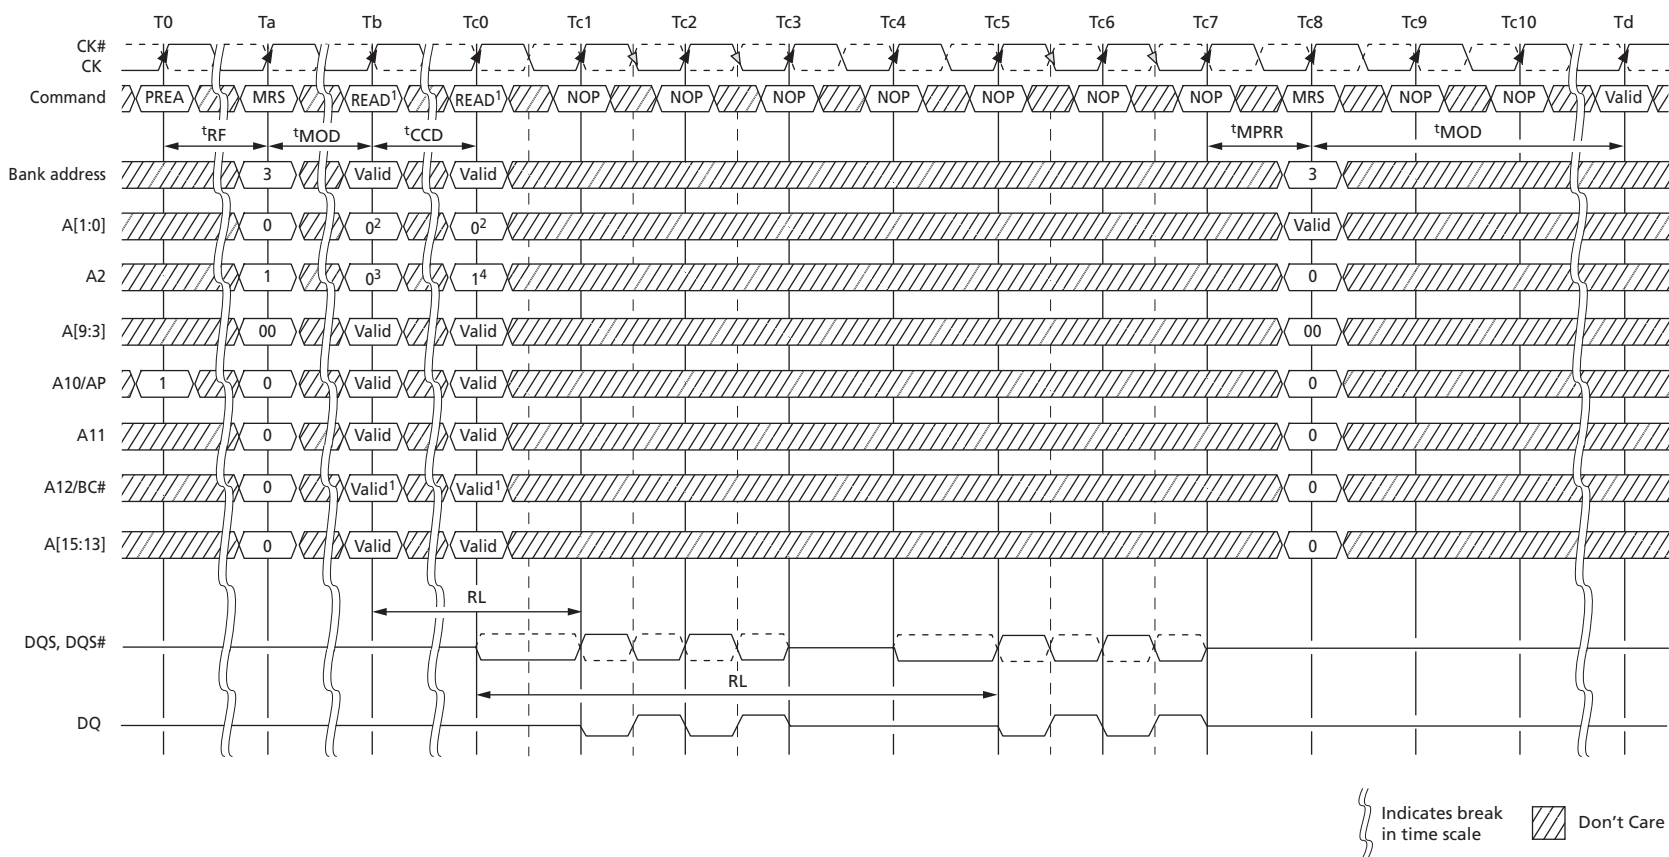 T0 Ta Tb Tc0 Tc1 Tc2 Tc3 Tc4 Tc5 Tc6 Tc7 Tc8 Tc9 Tc10 Td
CK#
CK
Command PREA MRS READ1 READ1 NOP NOP NOP NOP NOP NOP NOP MRS NOP NOP Valid
tRF tMOD tCCD tMPRR tMOD
Bank address 3 Valid Valid 3
A[1:0] 0 02 02 Valid
A2 1 03 14 0
A[9:3] 00 Valid Valid 00
A10/AP 1 0 Valid Valid 0
A11 0 Valid Valid 0
A12/BC# 0 Valid1 Valid1 0
A[15:13] 0 Valid Valid 0
RL
DQS, DQS#
RL
DQ
Indicates break
in time scale
Don't Care